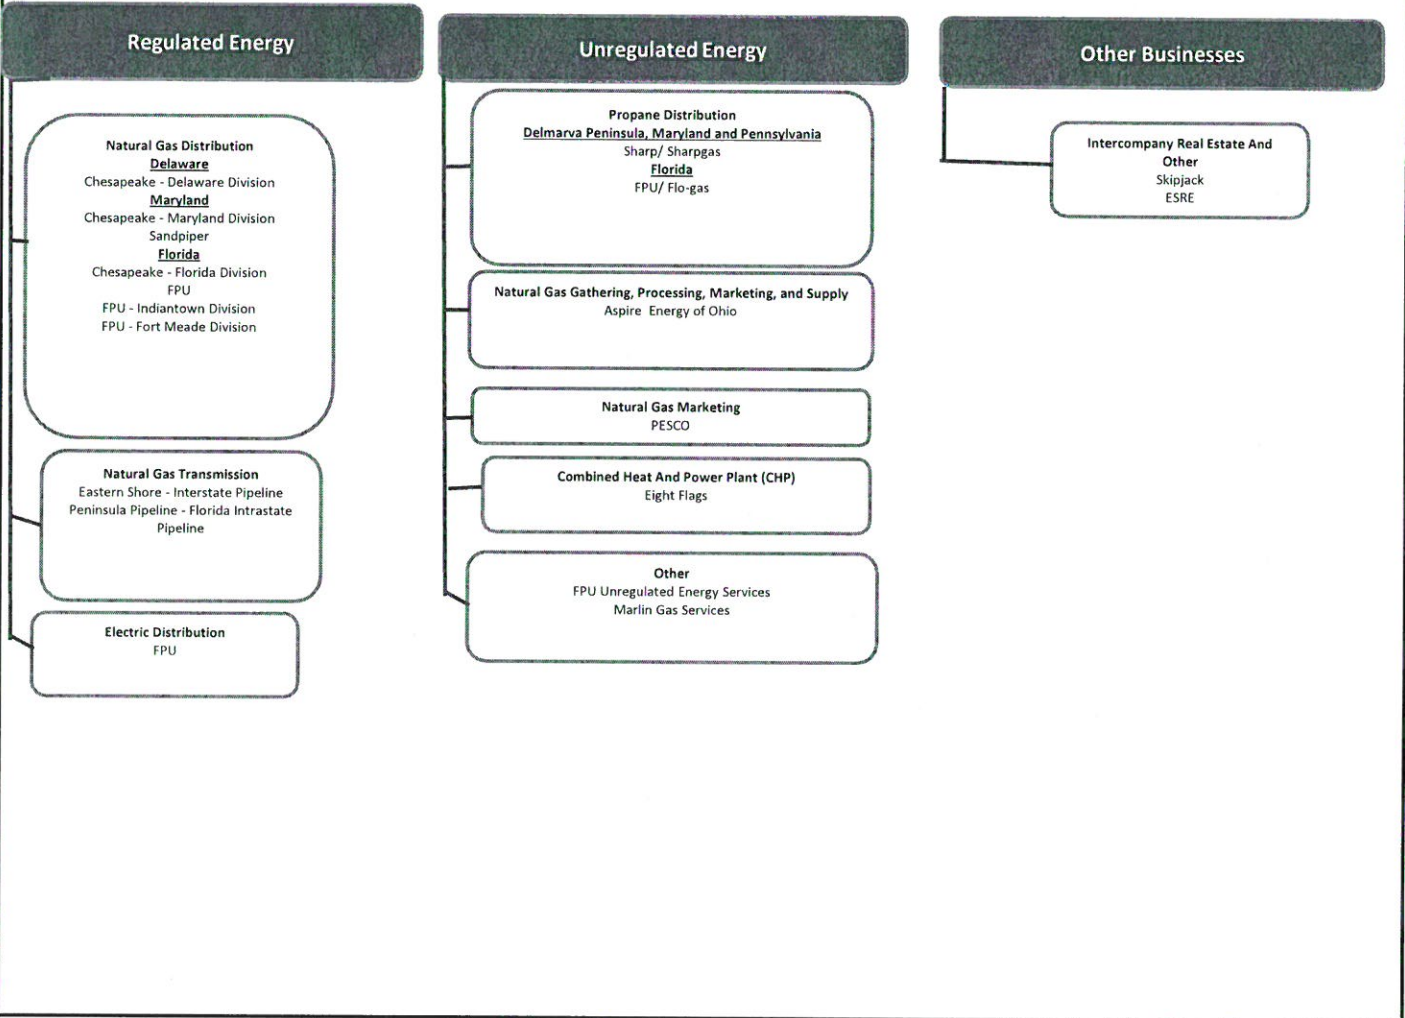 Regulated Energy
Natural Gas Distribution
Delaware
Chesapeake - Delaware Division
Maryland
Chesapeake - Maryland Division
Sandpiper
Florida
Chesapeake - Florida Division
FPU
FPU - Indiantown Division
FPU - Fort Meade Division
Natural Gas Transmission
Eastern Shore - Interstate Pipeline
Peninsula Pipeline - Florida Intrastate
Pipeline
Electric Distribution
FPU
Unregulated Energy
Propane Distribution
Delmarva Peninsula, Maryland and Pennsylvania
Sharp/ Sharpgas
Florida
FPU/ Flo-gas
Natural Gas Gathering, Processing, Marketing, and Supply
Aspire Energy of Ohio
Natural Gas Marketing
PESCO
Combined Heat And Power Plant (CHP)
Eight Flags
Other
FPU Unregulated Energy Services
Marlin Gas Services
Other Businesses
Intercompany Real Estate And
Other
Skipjack
ESRE